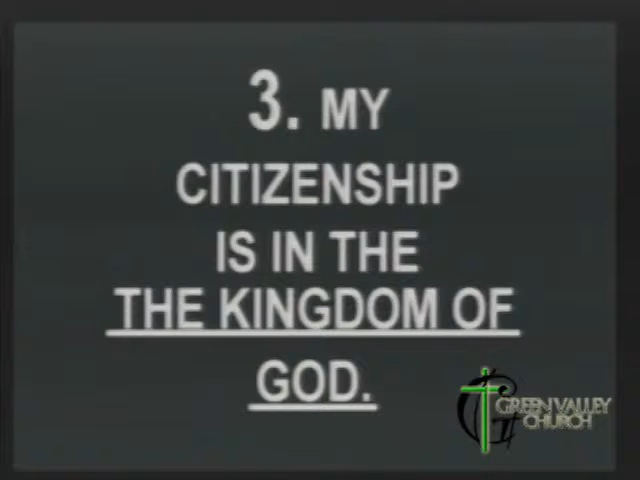 3. MY
CITIZENSHIP
IS IN THE
THE KINGDOM OF
GOD.
GREEN VALLEY
CHURCH